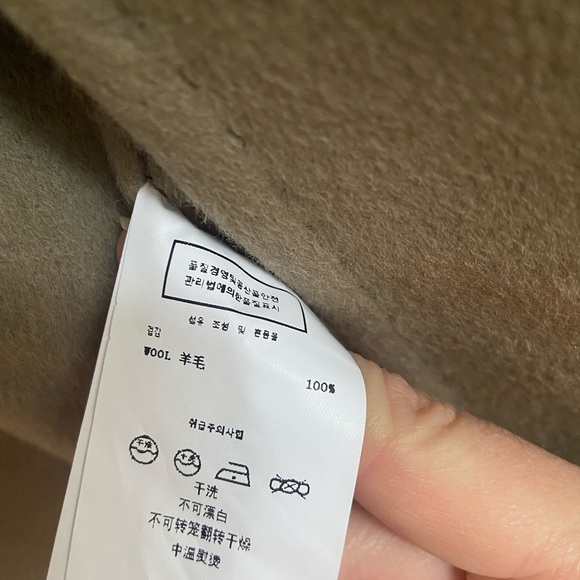 품질경영및공산품안전
관리법에의한품질표시
섬유 조성 및 혼용율
겉감
WOOL 羊毛
100%
취급주의사항
干洗
不可漂白
不可转笼翻转干燥
中温熨烫